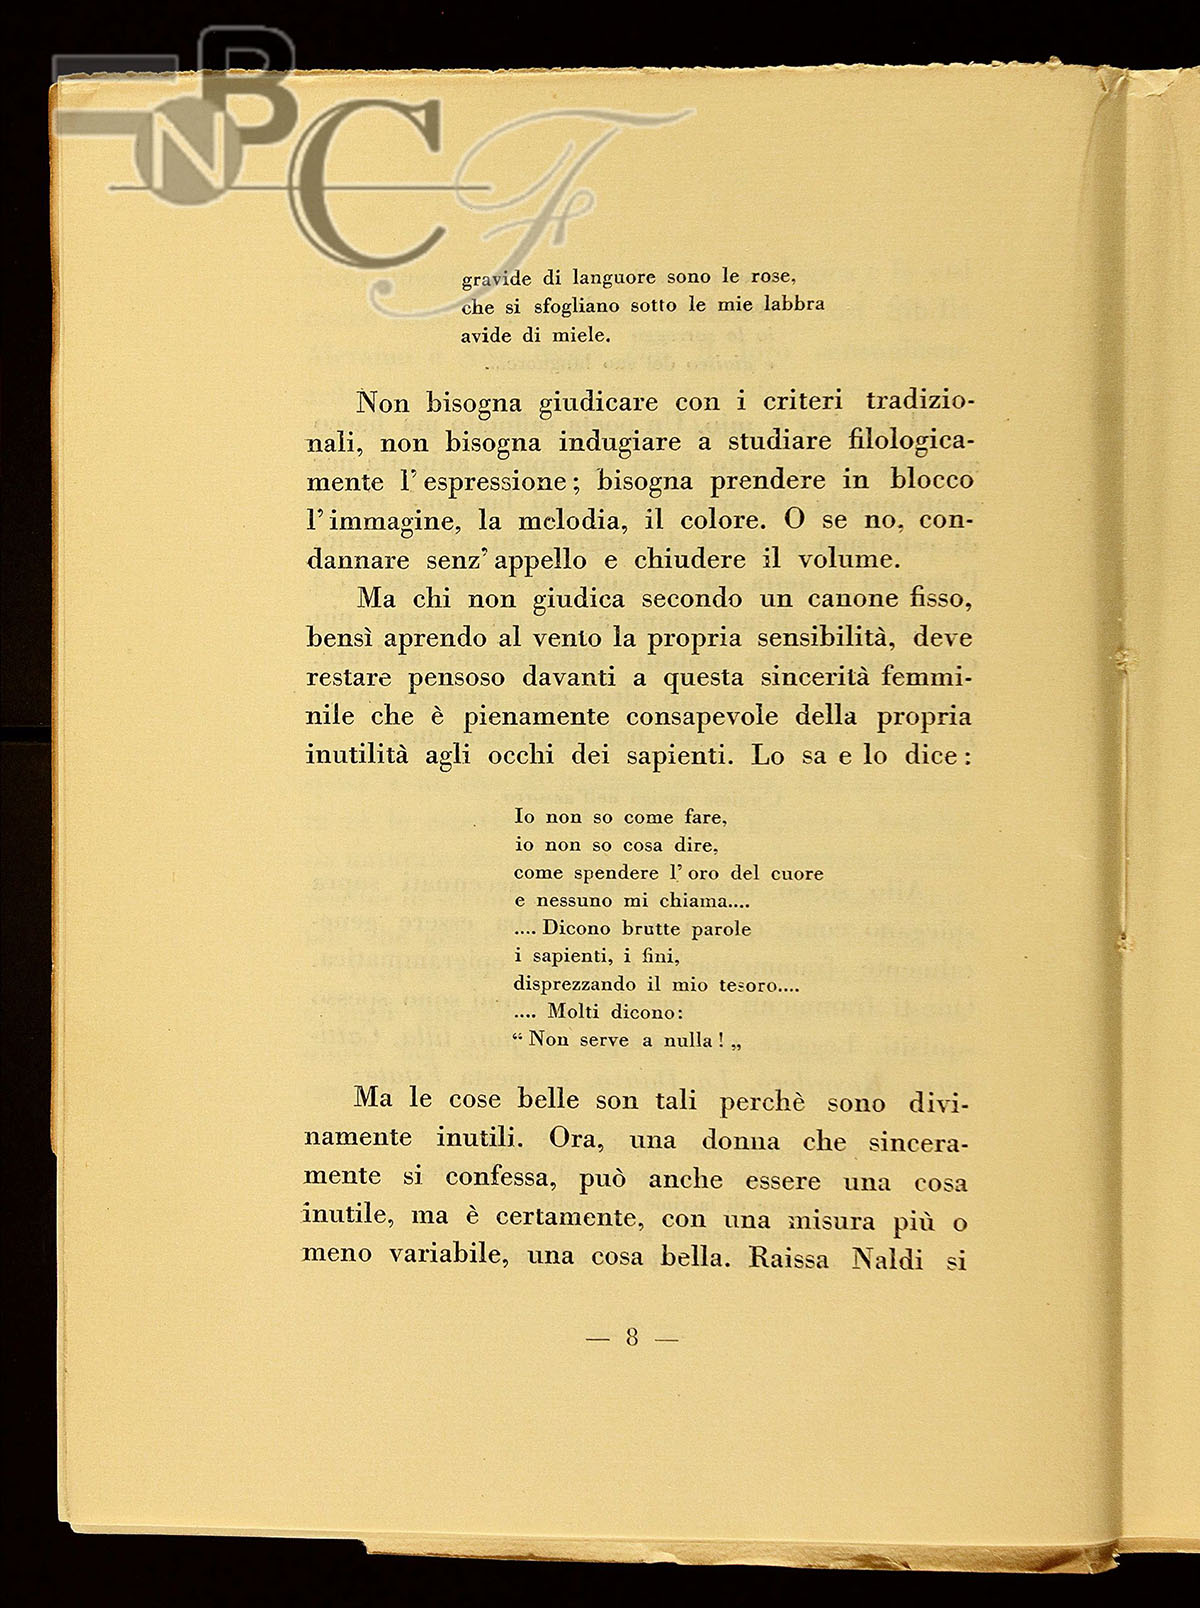 NBCF
gravide di languore sono le rose,
che si sfogliano sotto le mie labbra
avide di miele.
Non bisogna giudicare con i criteri tradizio-
nali, non bisogna indugiare a studiare filologica-
mente l'espressione; bisogna prendere in blocco
l'immagine, la melodia, il colore. O se no, con-
dannare senz'appello e chiudere il volume.
Ma chi non giudica secondo un canone fisso,
bensì aprendo al vento la propria sensibilità, deve
restare pensoso davanti a questa sincerità femmi-
nile che è pienamente consapevole della propria
inutilità agli occhi dei sapienti. Lo sa e lo dice:
Io non so come fare,
io non so cosa dire,
come spendere l'oro del cuore
e nessuno mi chiama....
.... Dicono brutte parole
i sapienti, i fini,
disprezzando il mio tesoro....
.... Molti dicono:
“ Non serve a nulla! „
Ma le cose belle son tali perchè sono divi-
namente inutili. Ora, una donna che sincera-
mente si confessa, può anche essere una cosa
inutile, ma è certamente, con una misura più o
meno variabile, una cosa bella. Raissa Naldi si
— 8 —